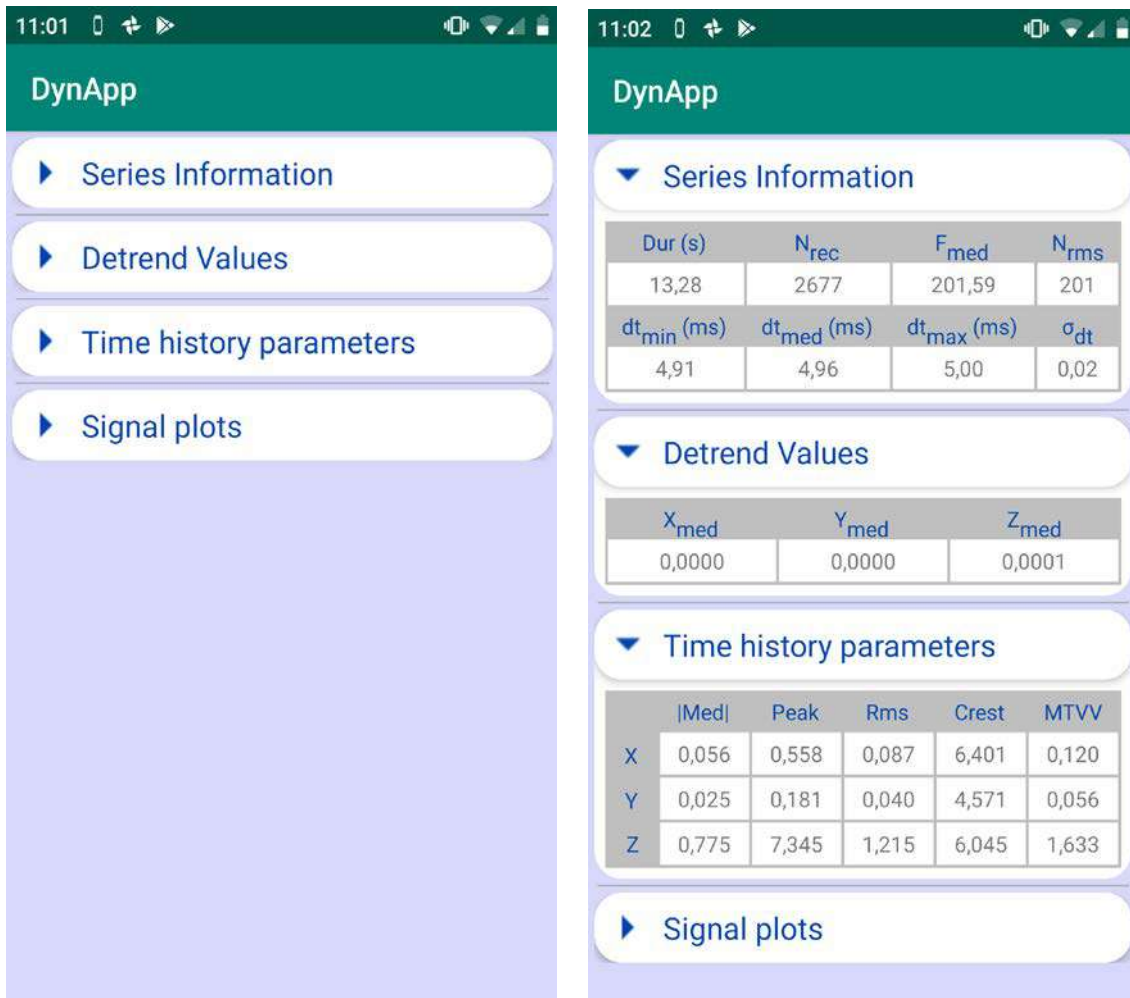 11:01
DynApp
Series Information
Detrend Values
Time history parameters
Signal plots
11:02
DynApp
Series Information
Dur (s) Nrec Fmed Nrms
13,28 2677 201,59 201
dtmin (ms) dtmed (ms) dtmax (ms) σdt
4,91 4,96 5,00 0,02
Detrend Values
Xmed Ymed Zmed
0,0000 0,0000 0,0001
Time history parameters
|Med| Peak Rms Crest MTVV
X 0,056 0,558 0,087 6,401 0,120
Y 0,025 0,181 0,040 4,571 0,056
Z 0,775 7,345 1,215 6,045 1,633
Signal plots